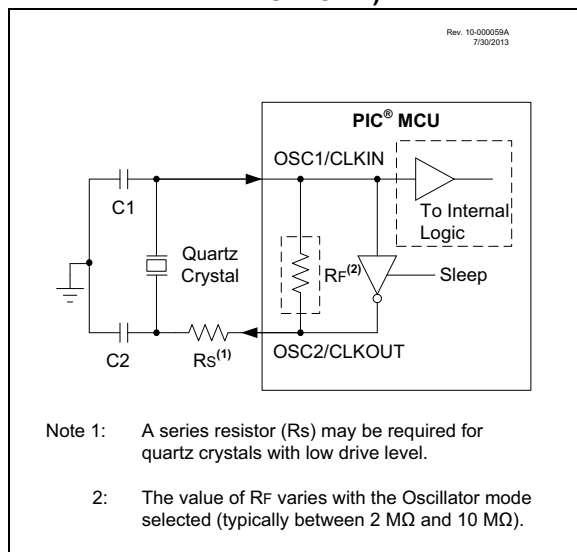 Rev. 10-000059A
7/30/2013
PIC® MCU
OSC1/CLKIN
C1
To Internal
Logic
Quartz
Crystal
RF(2)
Sleep
C2
RS(1)
OSC2/CLKOUT
Note 1: A series resistor (Rs) may be required for
quartz crystals with low drive level.
2: The value of RF varies with the Oscillator mode
selected (typically between 2 MΩ and 10 MΩ).